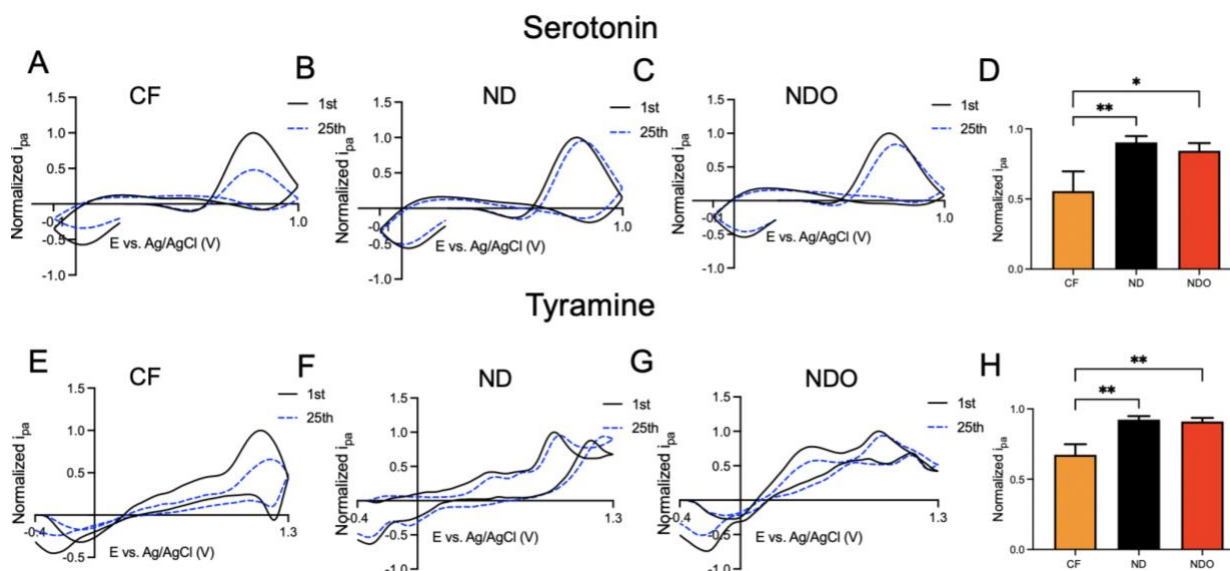 Serotonin
A
CF
1.5
1.0
0.5
-0.5
-1.0
1.0
Normalized ipa
E vs. Ag/AgCl (V)
1st
25th
B
ND
1.5
1.0
0.5
-0.5
-1.0
1.0
Normalized ipa
E vs. Ag/AgCl (V)
1st
25th
C
NDO
1.5
1.0
0.5
-0.5
-1.0
1.0
Normalized ipa
E vs. Ag/AgCl (V)
1st
25th
D
*
**
1.0
0.5
0.0
Normalized ipa
CF ND NDO
Tyramine
E
CF
1.5
1.0
0.5
-0.5
-0.4
1.3
Normalized ipa
E vs. Ag/AgCl (V)
1st
25th
F
ND
1.5
1.0
0.5
-0.5
-1.0
-0.4
1.3
Normalized ipa
E vs. Ag/AgCl (V)
1st
25th
G
NDO
1.5
1.0
0.5
-0.5
-1.0
-0.4
1.3
Normalized ipa
E vs. Ag/AgCl (V)
1st
25th
H
**
**
1.0
0.5
0.0
Normalized ipa
CF ND NDO